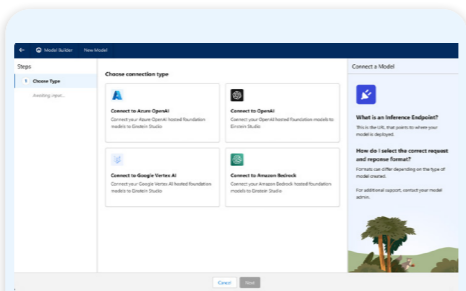 Model Builder New Model
Steps
1 Choose Type
Awaiting input...
Choose connection type
Connect to Azure OpenAI
Connect your Azure OpenAI hosted foundation
models to Einstein Studio
Connect to OpenAI
Connect your OpenAI hosted foundation models to
Einstein Studio
Connect to Google Vertex AI
Connect your Google Vertex AI hosted foundation
models to Einstein Studio
Connect to Amazon Bedrock
Connect your Amazon Bedrock hosted foundation
models to Einstein Studio
Connect a Model
What is an Inference Endpoint?
This is the URL that points to where your
model is deployed.
How do I select the correct request
and reponse format?
Formats can differ depending on the type of
model created.
For additional support, contact your model
admin.
Cancel Next